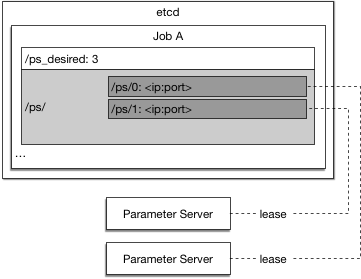 etcd
Job A
/ps_desired: 3
/ps/
/ps/0: <ip:port>
/ps/1: <ip:port>
...
Parameter Server
lease
Parameter Server
lease